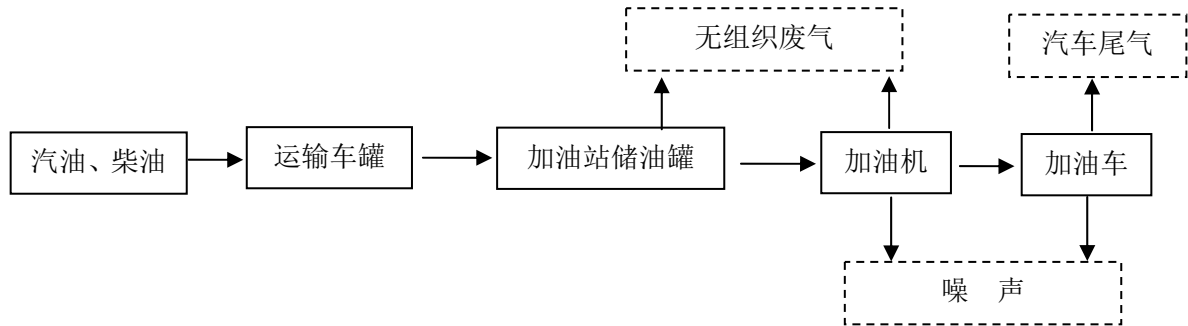 无组织废气
汽车尾气
汽油、柴油
运输车罐
加油站储油罐
加油机
加油车
噪 声